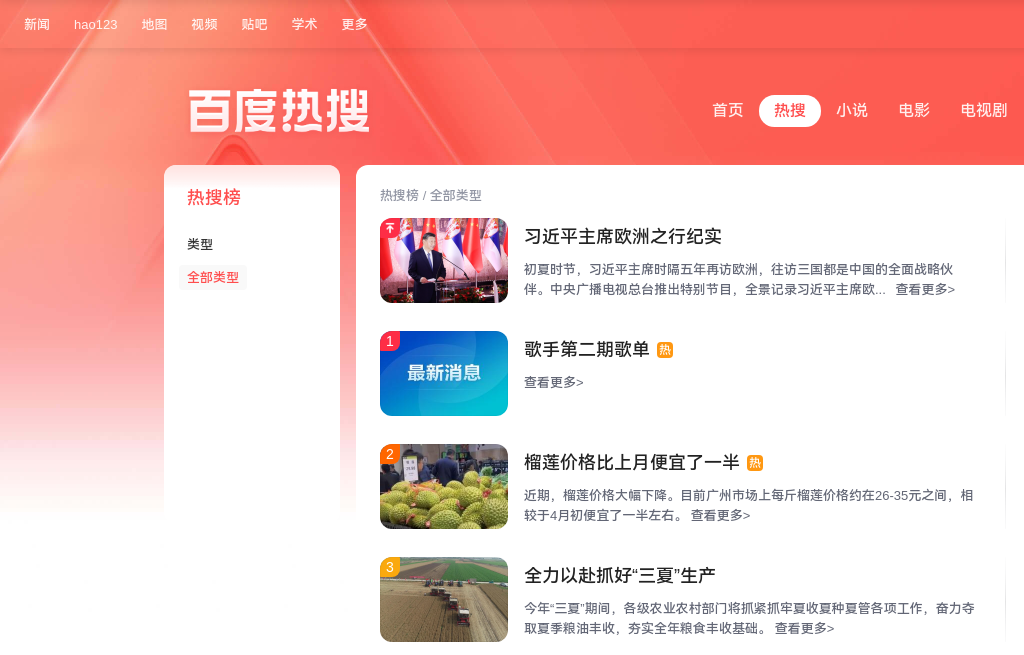 新闻 hao123 地图 视频 贴吧 学术 更多
百度热搜
首页 热搜 小说 电影 电视剧
热搜榜
类型
全部类型
热搜榜 / 全部类型
习近平主席欧洲之行纪实
初夏时节，习近平主席时隔五年再访欧洲，往访三国都是中国的全面战略伙
伴。中央广播电视总台推出特别节目，全景记录习近平主席欧... 查看更多>
1
最新消息
歌手第二期歌单 热
查看更多>
2
榴莲价格比上月便宜了一半 热
近期，榴莲价格大幅下降。目前广州市场上每斤榴莲价格约在26-35元之间，相
较于4月初便宜了一半左右。 查看更多>
3
全力以赴抓好“三夏”生产
今年“三夏”期间，各级农业农村部门将抓紧抓牢夏收夏种夏管各项工作，奋力夺
取夏季粮油丰收，夯实全年粮食丰收基础。 查看更多>